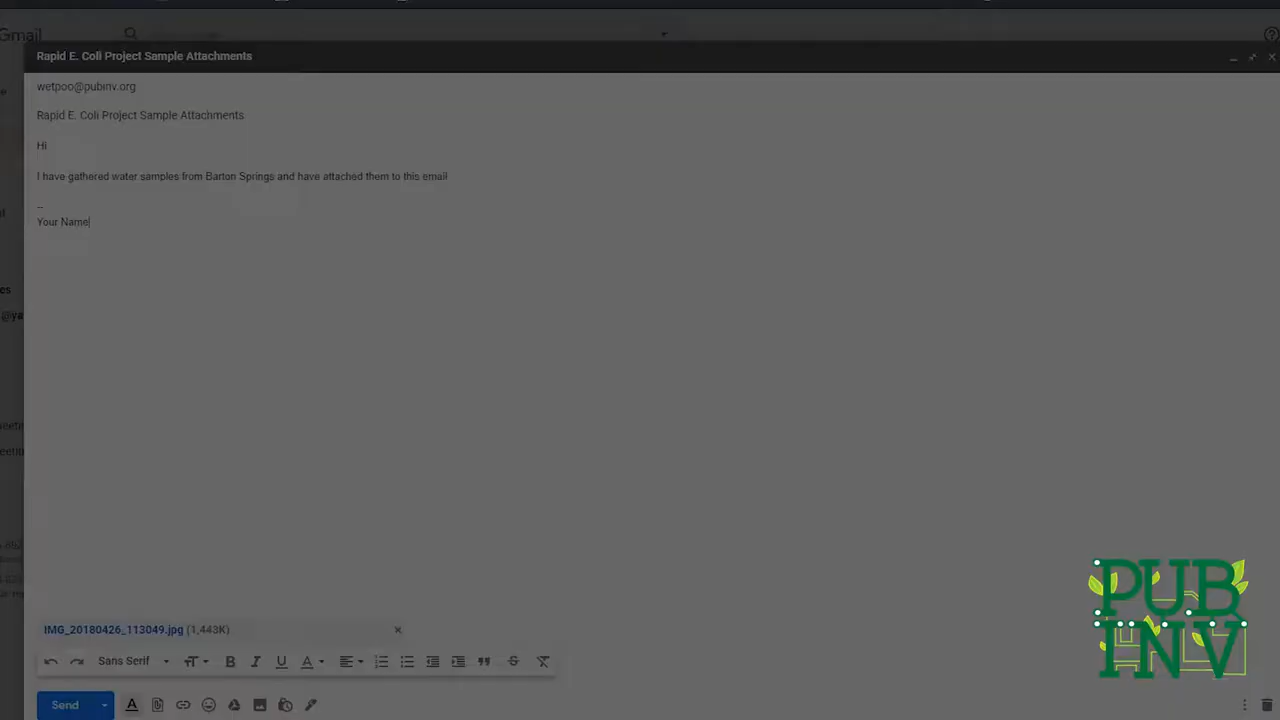 Gmail
Rapid E. Coli Project Sample Attachments
wetpoo@pubinv.org
Rapid E. Coli Project Sample Attachments
Hi
I have gathered water samples from Barton Springs and have attached them to this email
--
Your Name
@ya
IMG_20180426_113049.jpg (1,443K)
Sans Serif
Send
PUB
INV